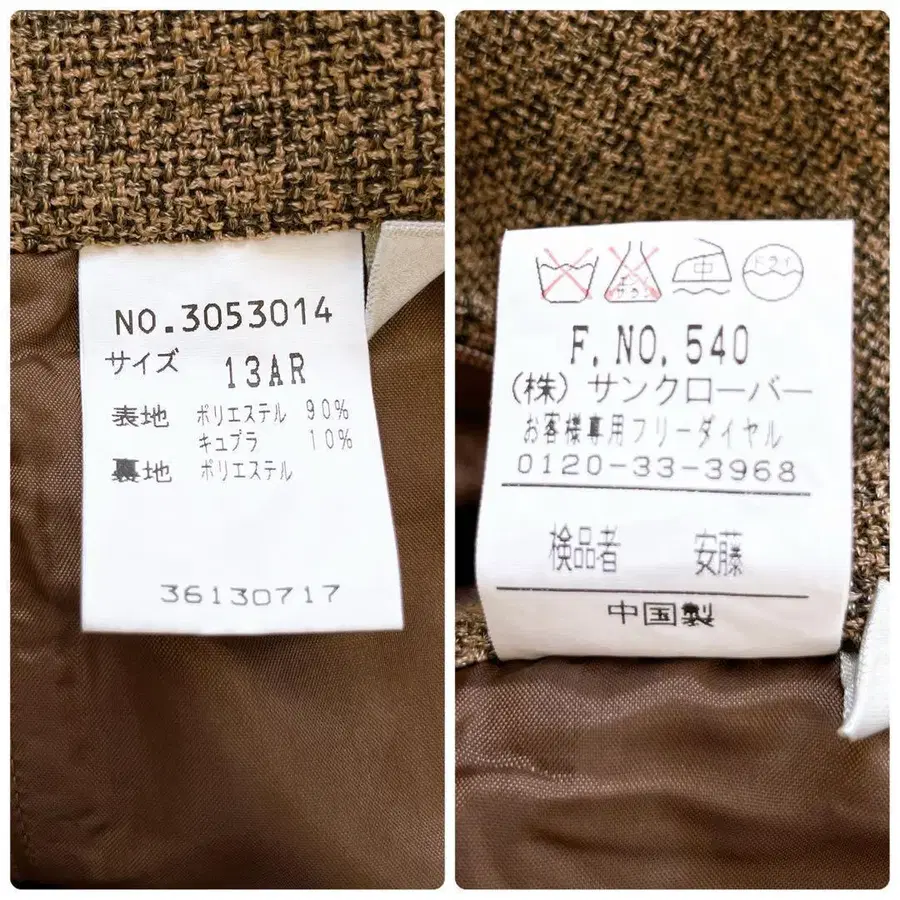 NO.3053014
サイズ 13AR
表地 ポリエステル 90%
キュプラ 10%
裏地 ポリエステル
36130717
中 ドライ
F.NO.540
(株)サンクローバー
お客様専用フリーダイヤル
0120-33-3968
検品者 安藤
中国製